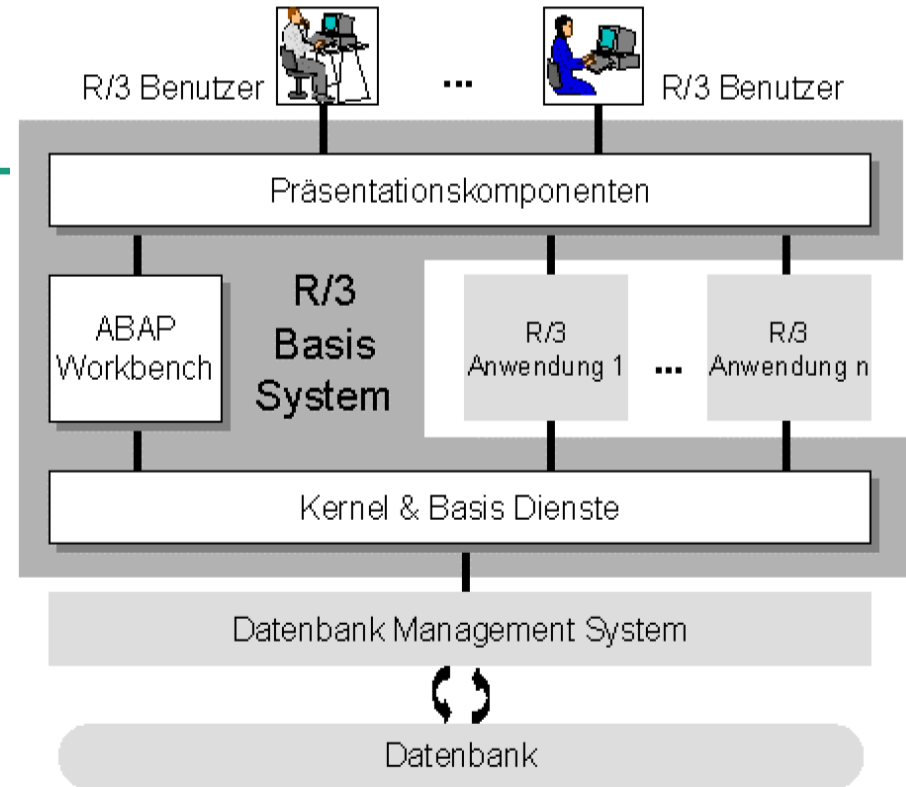 R/3 Benutzer ... R/3 Benutzer
Präsentationskomponenten
ABAP
Workbench
R/3
Basis
System
R/3
Anwendung 1
...
R/3
Anwendung n
Kernel & Basis Dienste
Datenbank Management System
Datenbank